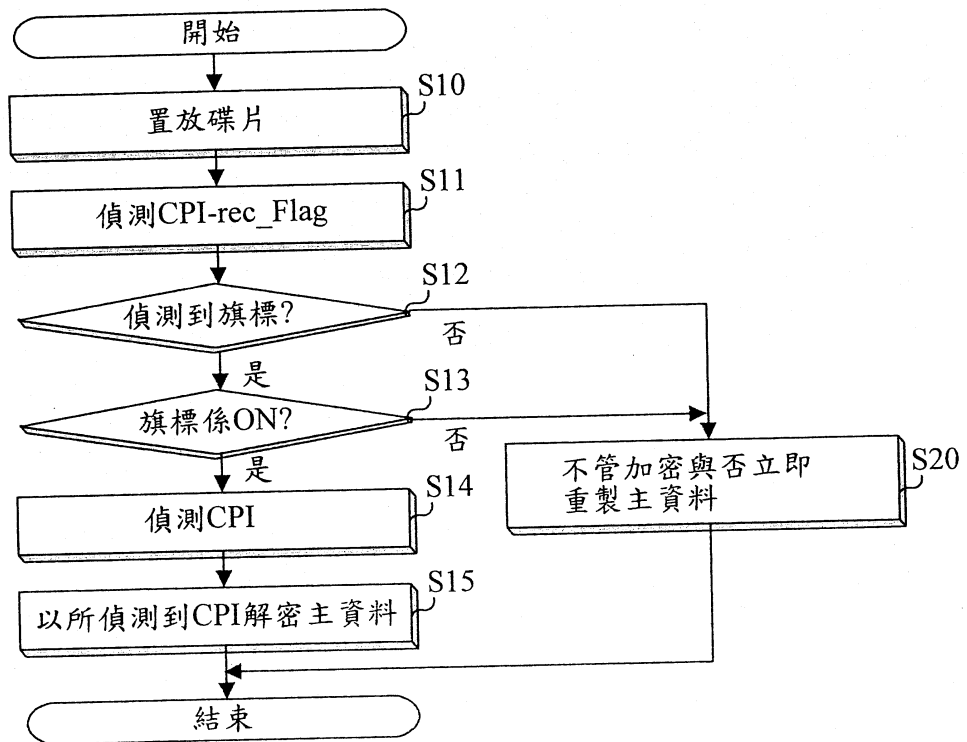 開始
S10
置放碟片
S11
偵測CPI-rec_Flag
S12
偵測到旗標?
否
是
S13
旗標係ON?
否
是
S14
偵測CPI
S20
不管加密與否立即
重製主資料
S15
以所偵測到CPI解密主資料
結束